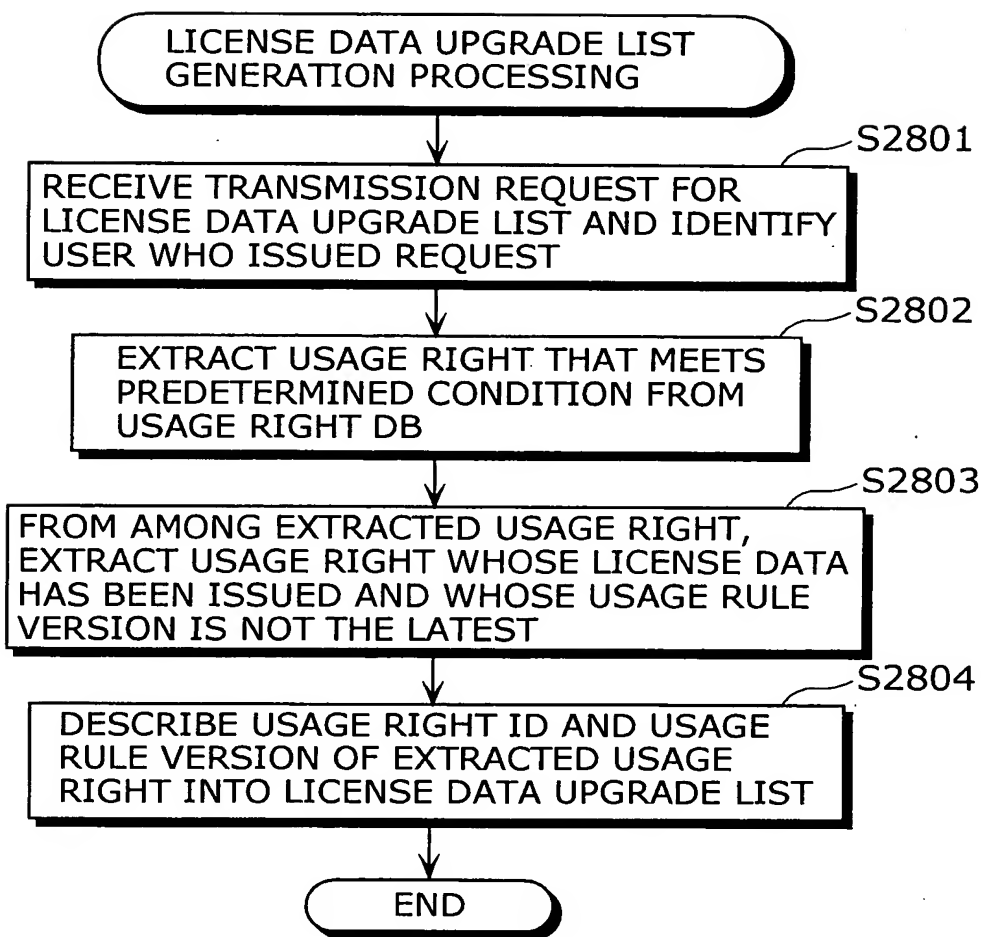 LICENSE DATA UPGRADE LIST
GENERATION PROCESSING
S2801
RECEIVE TRANSMISSION REQUEST FOR
LICENSE DATA UPGRADE LIST AND IDENTIFY
USER WHO ISSUED REQUEST
S2802
EXTRACT USAGE RIGHT THAT MEETS
PREDETERMINED CONDITION FROM
USAGE RIGHT DB
S2803
FROM AMONG EXTRACTED USAGE RIGHT,
EXTRACT USAGE RIGHT WHOSE LICENSE DATA
HAS BEEN ISSUED AND WHOSE USAGE RULE
VERSION IS NOT THE LATEST
S2804
DESCRIBE USAGE RIGHT ID AND USAGE
RULE VERSION OF EXTRACTED USAGE
RIGHT INTO LICENSE DATA UPGRADE LIST
END